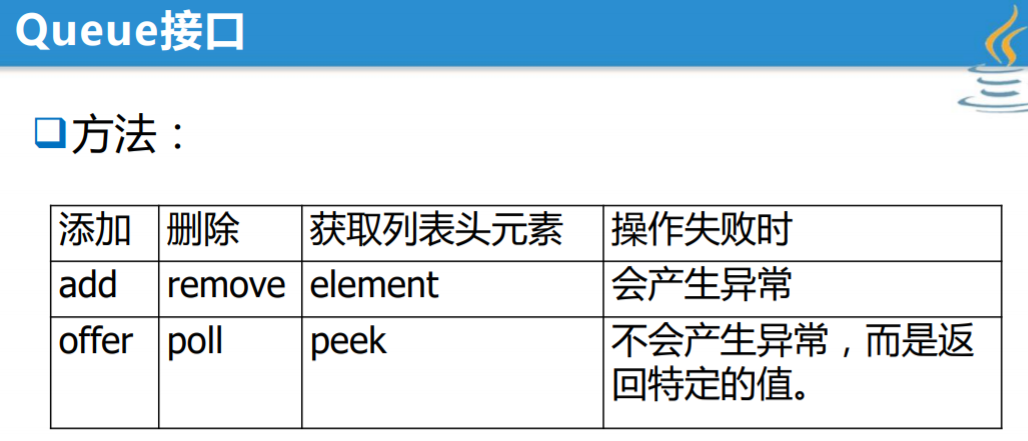 Queue接口
方法：
添加 删除 获取列表头元素 操作失败时
add remove element 会产生异常
offer poll peek 不会产生异常，而是返
回特定的值。